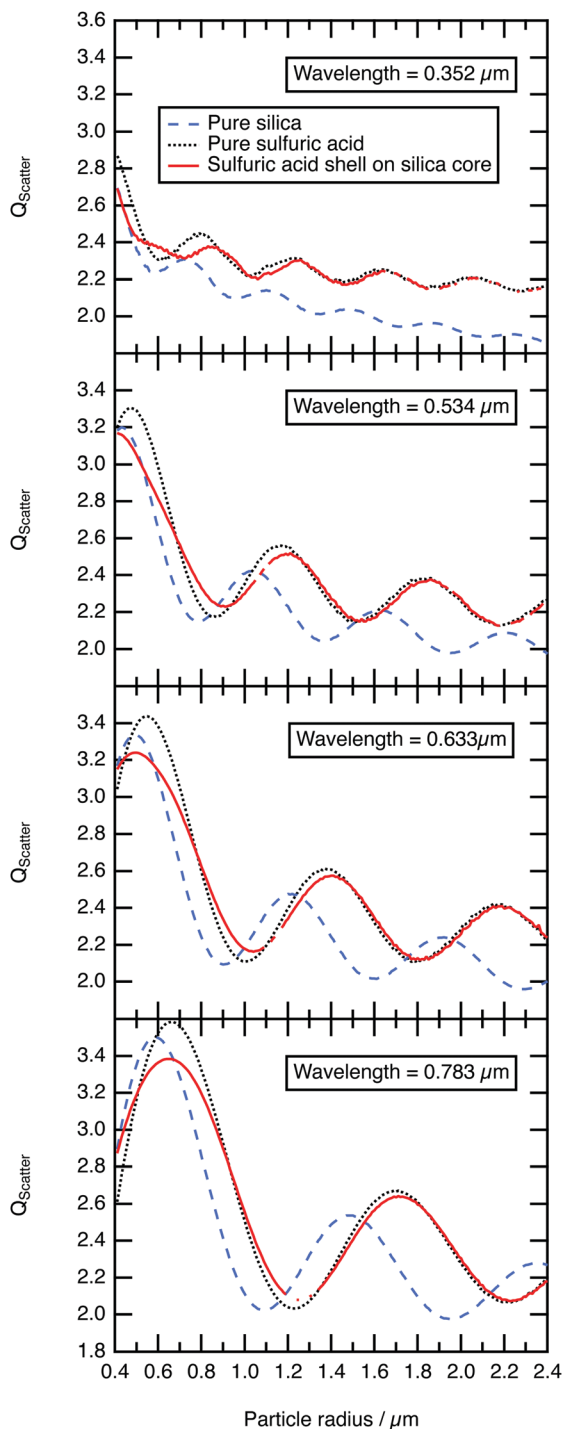 3.6
3.4
3.2
3.0
2.8
2.6
2.4
2.2
2.0
Q_Scatter
Wavelength = 0.352 µm
Pure silica
Pure sulfuric acid
Sulfuric acid shell on silica core
3.4
3.2
3.0
2.8
2.6
2.4
2.2
2.0
Q_Scatter
Wavelength = 0.534 µm
3.4
3.2
3.0
2.8
2.6
2.4
2.2
2.0
Q_Scatter
Wavelength = 0.633µm
3.4
3.2
3.0
2.8
2.6
2.4
2.2
2.0
1.8
Q_Scatter
Wavelength = 0.783 µm
0.4 0.6 0.8 1.0 1.2 1.4 1.6 1.8 2.0 2.2 2.4
Particle radius / µm